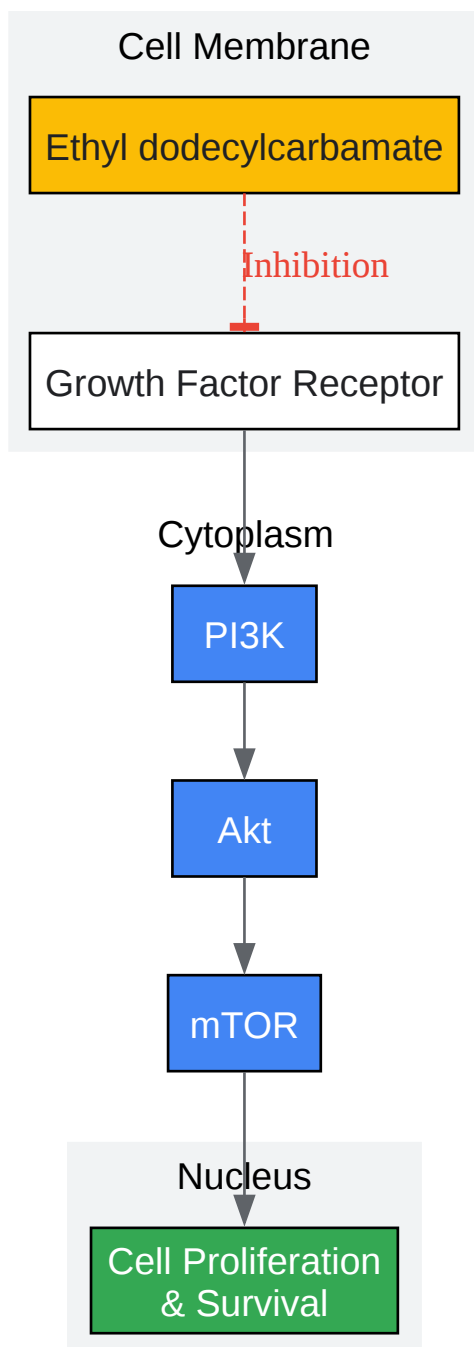 Cell Membrane
Ethyl dodecylcarbamate
Inhibition
Growth Factor Receptor
Cytoplasm
PI3K
Akt
mTOR
Nucleus
Cell Proliferation
& Survival